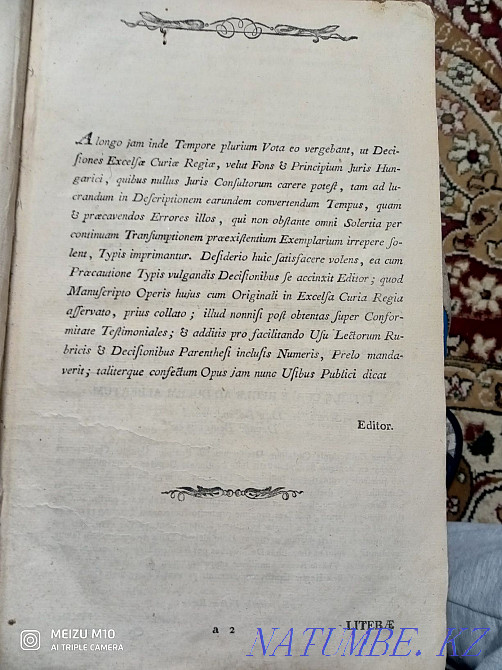 A longo jam inde Tempore plurium Vota eo vergebant, ut Deci-
ſiones Excelſæ Curiæ Regiæ, velut Fons & Principium Juris Hun-
garici, quibus nullus Juris Conſultorum carere poteſt, tam ad lu-
crandum in Deſcriptionem earundem convertendum Tempus, quam
& præcavendos Errores illos, qui non obſtante omni Solertia per
continuam Tranſumptionem præexiſtentium Exemplarium irrepere ſo-
lent, Typis imprimantur. Deſiderio huic ſatisfacere volens, ea cum
Præcautione Typis vulgandis Deciſionibus ſe accinxit Editor; quod
Manuſcripto Operis hujus cum Originali in Excelſa Curia Regia
aſſervato, prius collato; illud nonniſi poſt obtentas ſuper Confor-
mitate Teſtimoniales; & additis pro facilitando Uſu Lectorum Ru-
bricis & Deciſionibus Parentheſi incluſis Numeris, Prelo manda-
verit; taliterque confectum Opus jam nunc Uſibus Publici dicat
Editor.
a 2
LITERÆ
MEIZU M10
AI TRIPLE CAMERA
NATUMBE.KZ